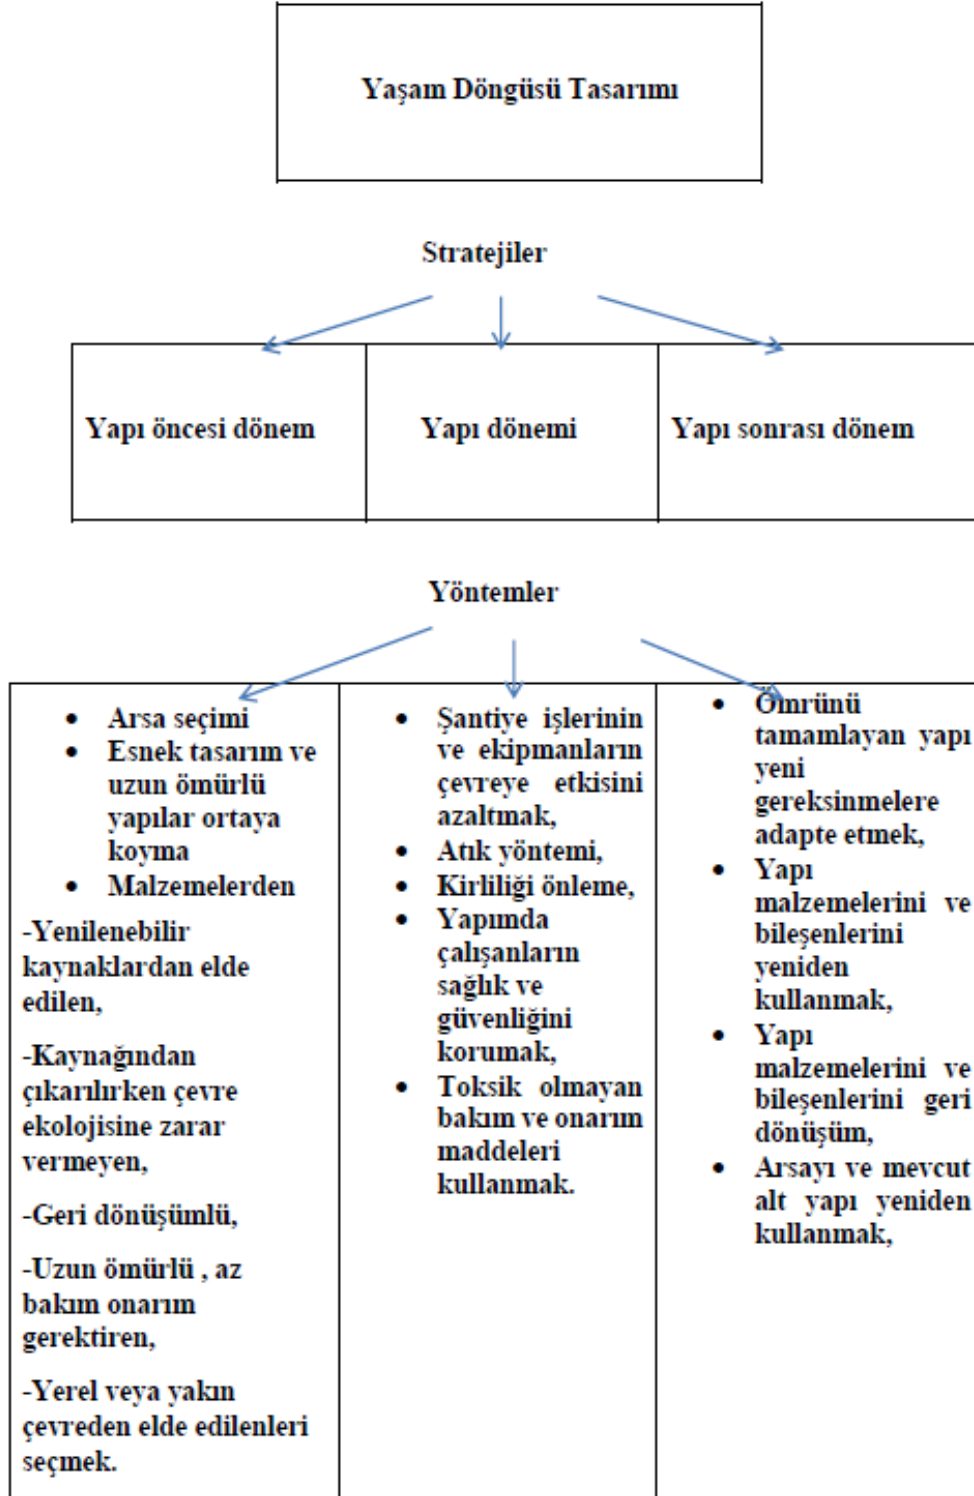 Yaşam Döngüsü Tasarımı
Stratejiler
Yapı öncesi dönem
Yapı dönemi
Yapı sonrası dönem
Yöntemler
• Arsa seçimi
• Esnek tasarım ve
uzun ömürlü
yapılar ortaya
koyma
• Malzemelerden
-Yenilenebilir
kaynaklardan elde
edilen,
-Kaynağından
çıkarılırken çevre
ekolojisine zarar
vermeyen,
-Geri dönüşümlü,
-Uzun ömürlü , az
bakım onarım
gerektiren,
-Yerel veya yakın
çevreden elde edilenleri
seçmek.
• Şantiye işlerinin
ve ekipmanların
çevreye etkisini
azaltmak,
• Atık yöntemi,
• Kirliliği önleme,
• Yapımda
çalışanların
sağlık ve
güvenliğini
korumak,
• Toksik olmayan
bakım ve onarım
maddeleri
kullanmak.
• Ömrünü
tamamlayan yapı
yeni
gereksinmelere
adapte etmek,
• Yapı
malzemelerini ve
bileşenlerini
yeniden
kullanmak,
• Yapı
malzemelerini ve
bileşenlerini geri
dönüşüm,
• Arsayı ve mevcut
alt yapı yeniden
kullanmak,